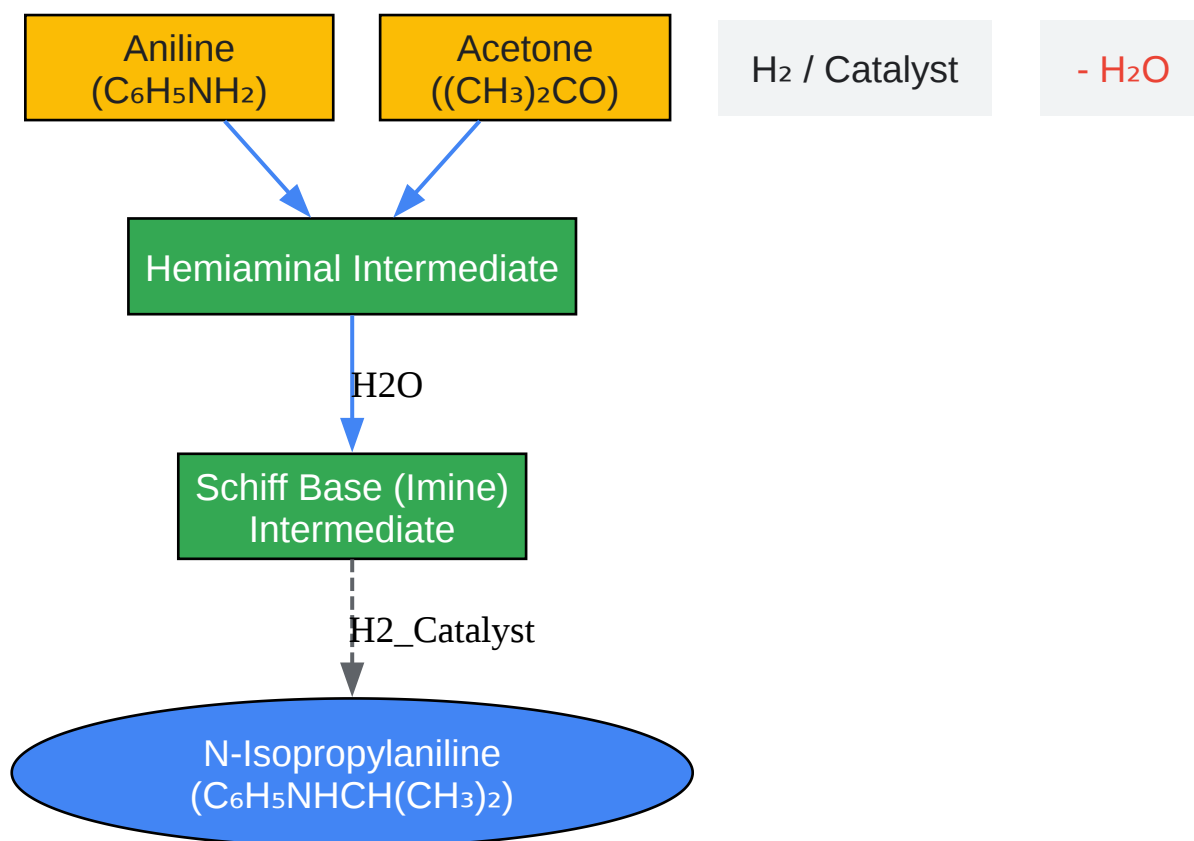 Aniline
(C₆H₅NH₂)
Acetone
((CH₃)₂CO)
H₂ / Catalyst
- H₂O
Hemiaminal Intermediate
H2O
Schiff Base (Imine)
Intermediate
H2_Catalyst
N-Isopropylaniline
(C₆H₅NHCH(CH₃)₂)